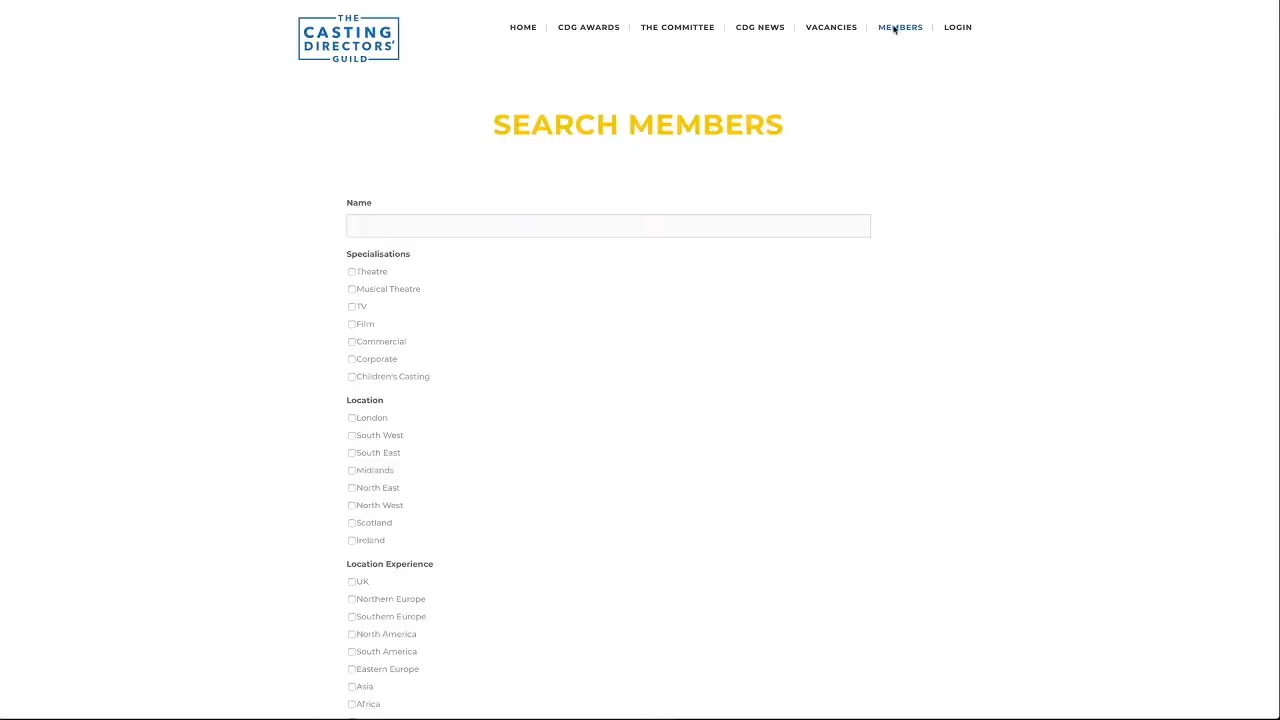 THE
CASTING
DIRECTORS'
GUILD
HOME
CDG AWARDS
THE COMMITTEE
CDG NEWS
VACANCIES
MEMBERS
LOGIN
SEARCH MEMBERS
Name
Specialisations
Theatre
Musical Theatre
TV
Film
Commercial
Corporate
Children's Casting
Location
London
South West
South East
Midlands
North East
North West
Scotland
Ireland
Location Experience
UK
Northern Europe
Southern Europe
North America
South America
Eastern Europe
Asia
Africa